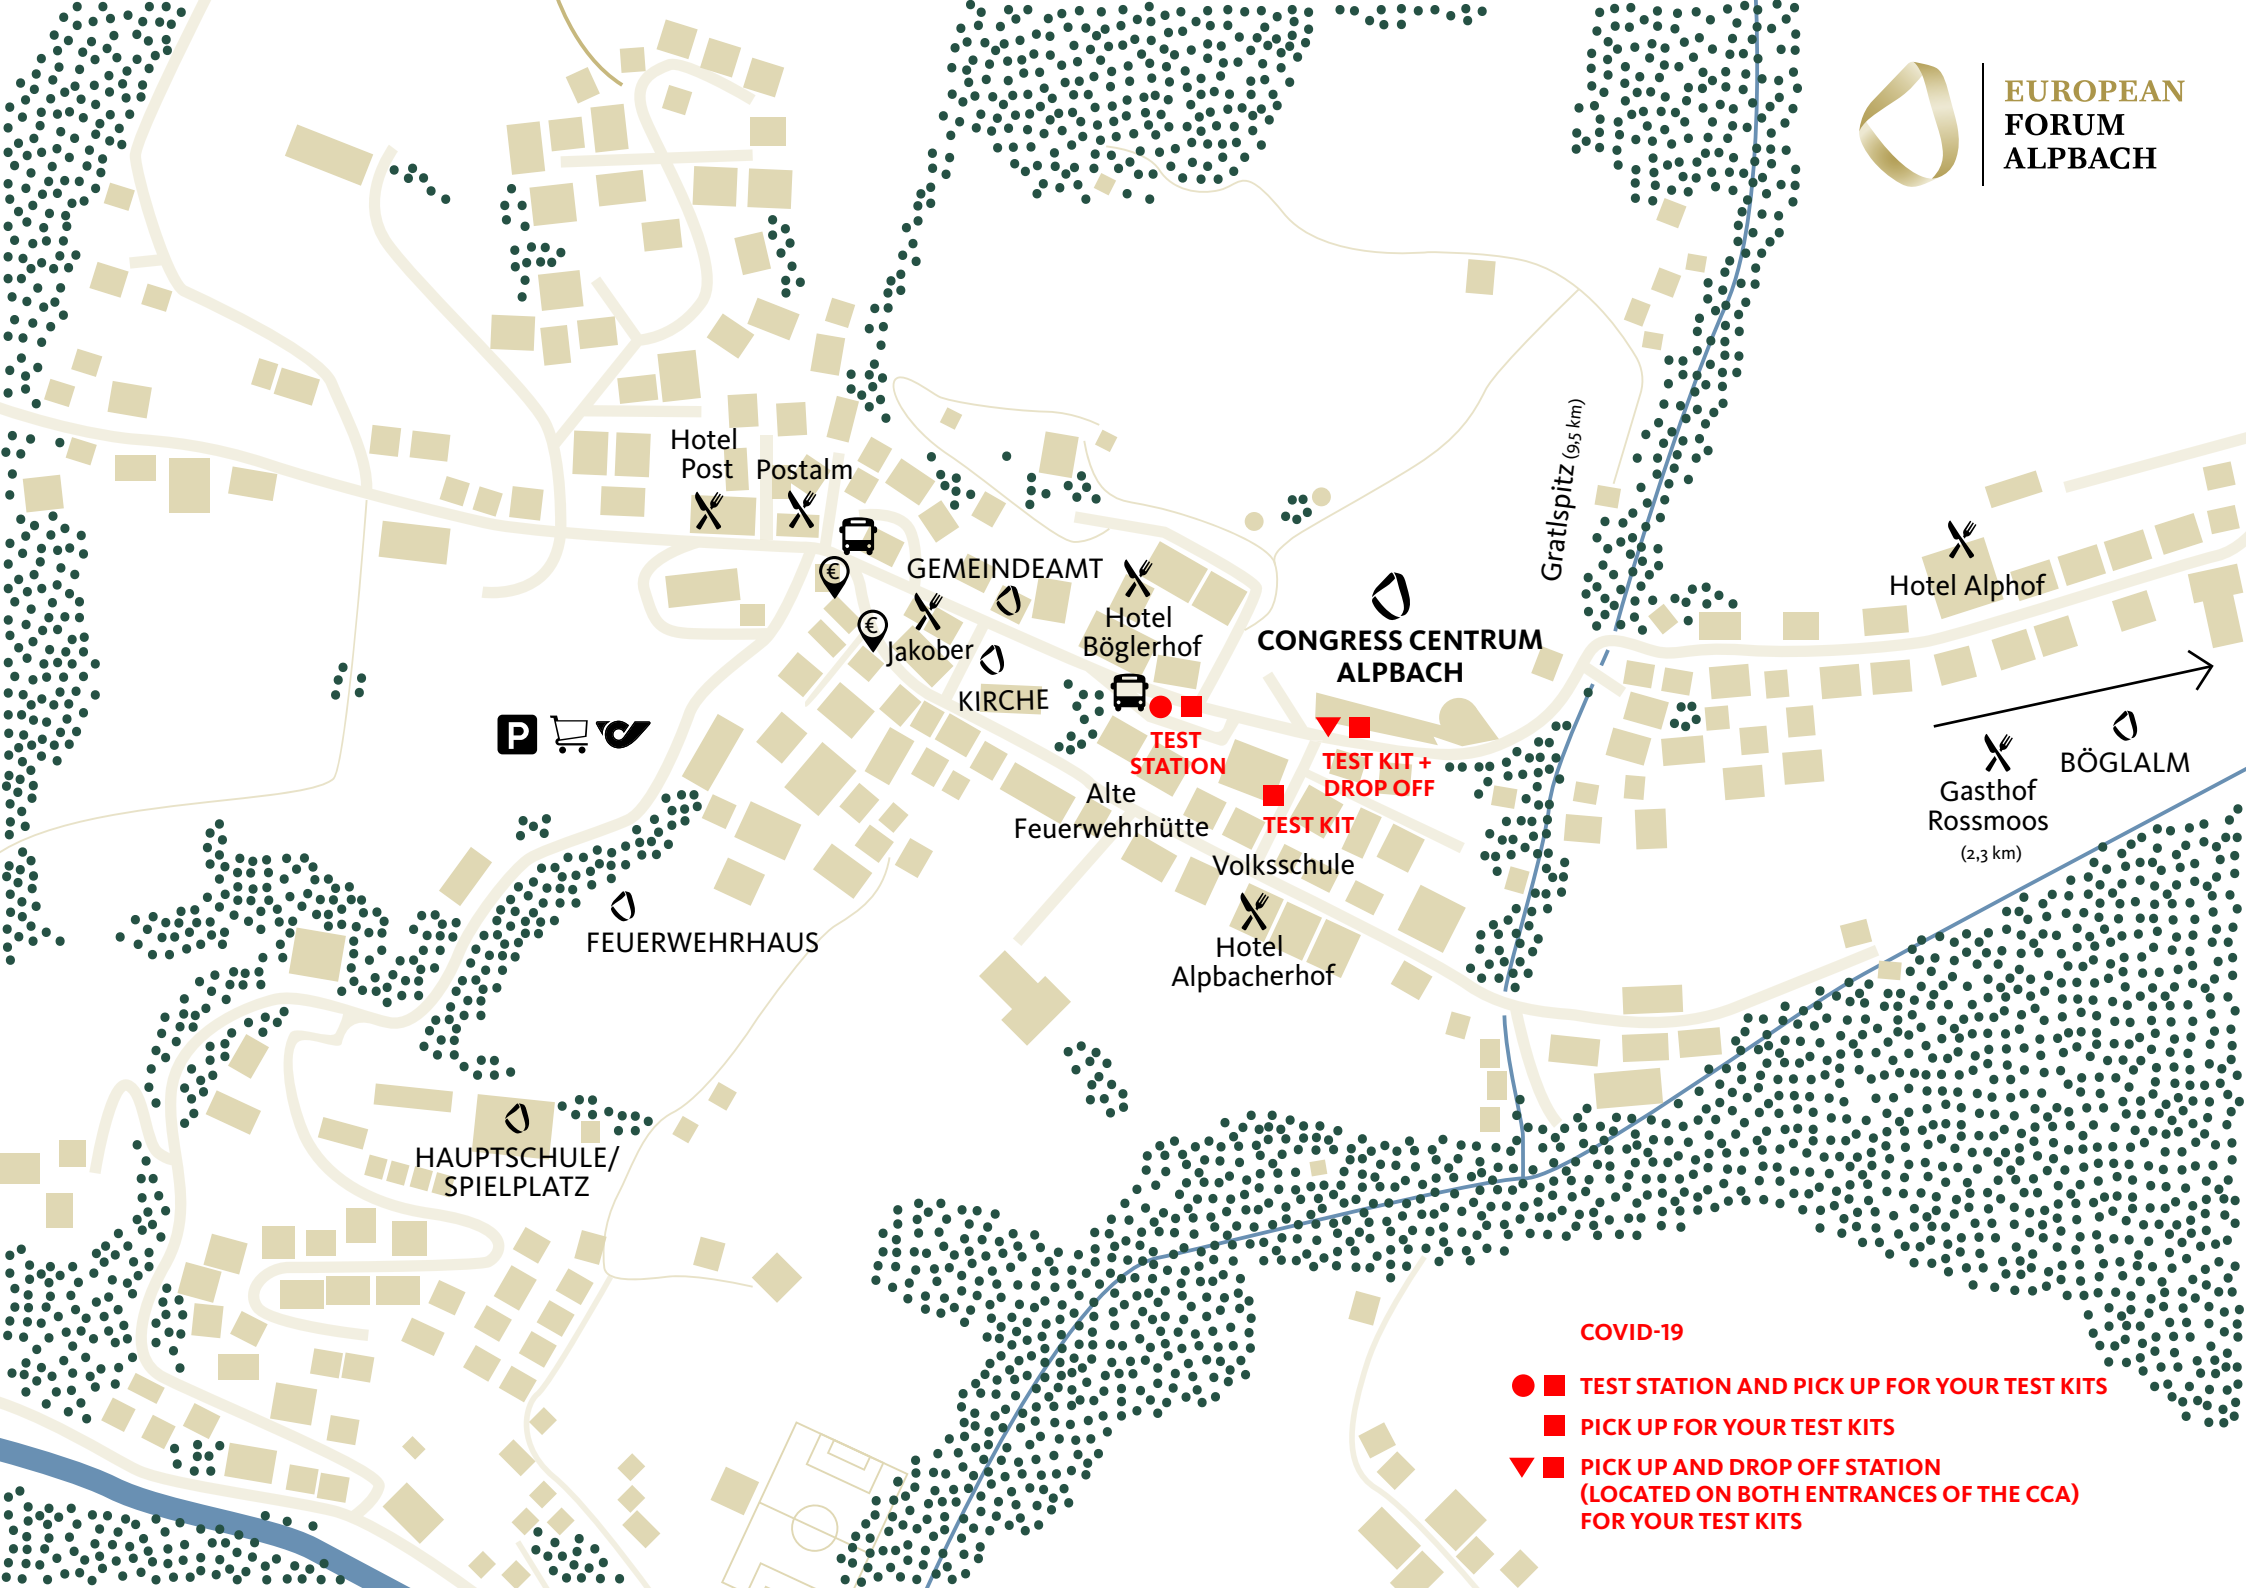 EUROPEAN
FORUM
ALPBACH
Hotel
Post
Postalm
Gratlspitz (9,5 km)
€
€
GEMEINDEAMT
Jakober
KIRCHE
Hotel
Böglerhof
CONGRESS CENTRUM
ALPBACH
Hotel Alphof
TEST
STATION
TEST KIT +
DROP OFF
TEST KIT
Alte
Feuerwehrhütte
Volksschule
Hotel
Alpbacherhof
P
BÖGLALM
Gasthof
Rossmoos
(2,3 km)
FEUERWEHRHAUS
HAUPTSCHULE/
SPIELPLATZ
COVID-19
TEST STATION AND PICK UP FOR YOUR TEST KITS
PICK UP FOR YOUR TEST KITS
PICK UP AND DROP OFF STATION
(LOCATED ON BOTH ENTRANCES OF THE CCA)
FOR YOUR TEST KITS